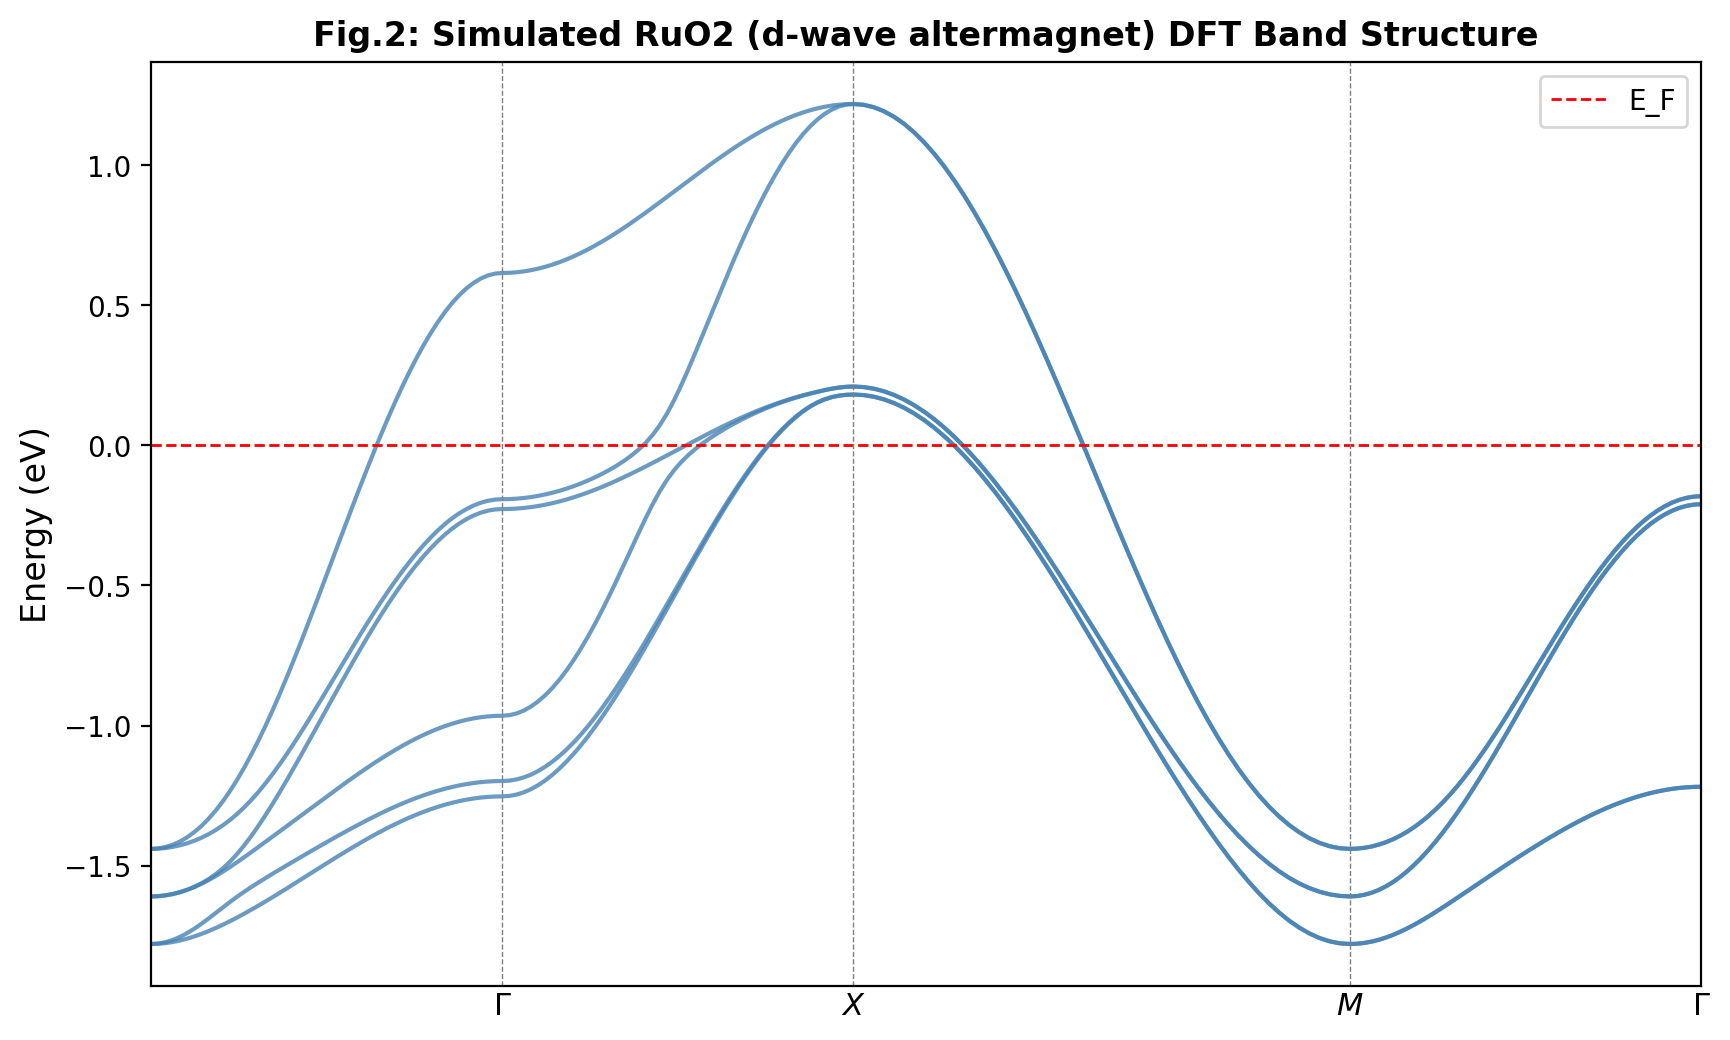 Fig.2: Simulated RuO2 (d-wave altermagnet) DFT Band Structure
E_F
Energy (eV)
1.0
0.5
0.0
−0.5
−1.0
−1.5
Γ X M Γ